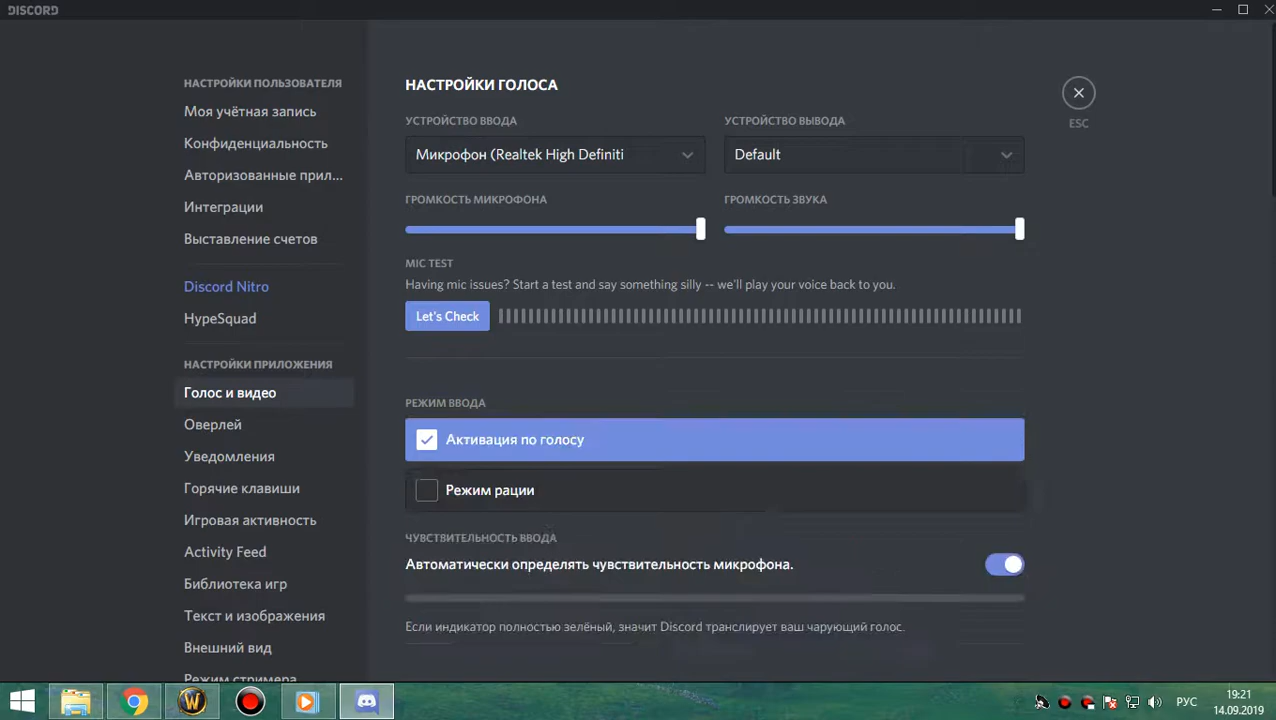 DISCORD
НАСТРОЙКИ ПОЛЬЗОВАТЕЛЯ
Моя учётная запись
Конфиденциальность
Авторизованные прил...
Интеграции
Выставление счетов
Discord Nitro
HypeSquad
НАСТРОЙКИ ПРИЛОЖЕНИЯ
Голос и видео
Оверлей
Уведомления
Горячие клавиши
Игровая активность
Activity Feed
Библиотека игр
Текст и изображения
Внешний вид
Режим стримера
НАСТРОЙКИ ГОЛОСА
УСТРОЙСТВО ВВОДА
УСТРОЙСТВО ВЫВОДА
Микрофон (Realtek High Definiti
Default
ГРОМКОСТЬ МИКРОФОНА
ГРОМКОСТЬ ЗВУКА
MIC TEST
Having mic issues? Start a test and say something silly -- we'll play your voice back to you.
Let's Check
РЕЖИМ ВВОДА
Активация по голосу
Режим рации
ЧУВСТВИТЕЛЬНОСТЬ ВВОДА
Автоматически определять чувствительность микрофона.
Если индикатор полностью зелёный, значит Discord транслирует ваш чарующий голос.
ESC
РУС
19:21
14.09.2019